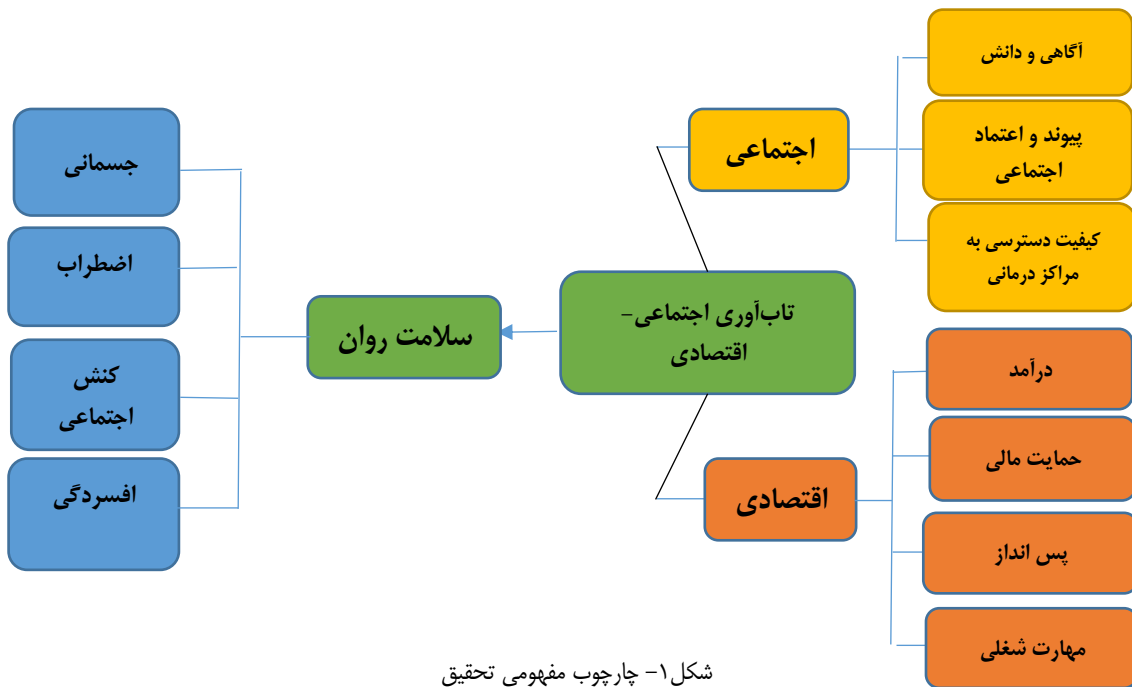 آگاهی و دانش
پیوند و اعتماد
اجتماعی
کیفیت دسترسی به
مراکز درمانی
اجتماعی
تاب‌آوری اجتماعی-
اقتصادی
اقتصادی
درآمد
حمایت مالی
پس انداز
مهارت شغلی
سلامت روان
جسمانی
اضطراب
کنش
اجتماعی
افسردگی
شکل۱- چارچوب مفهومی تحقیق